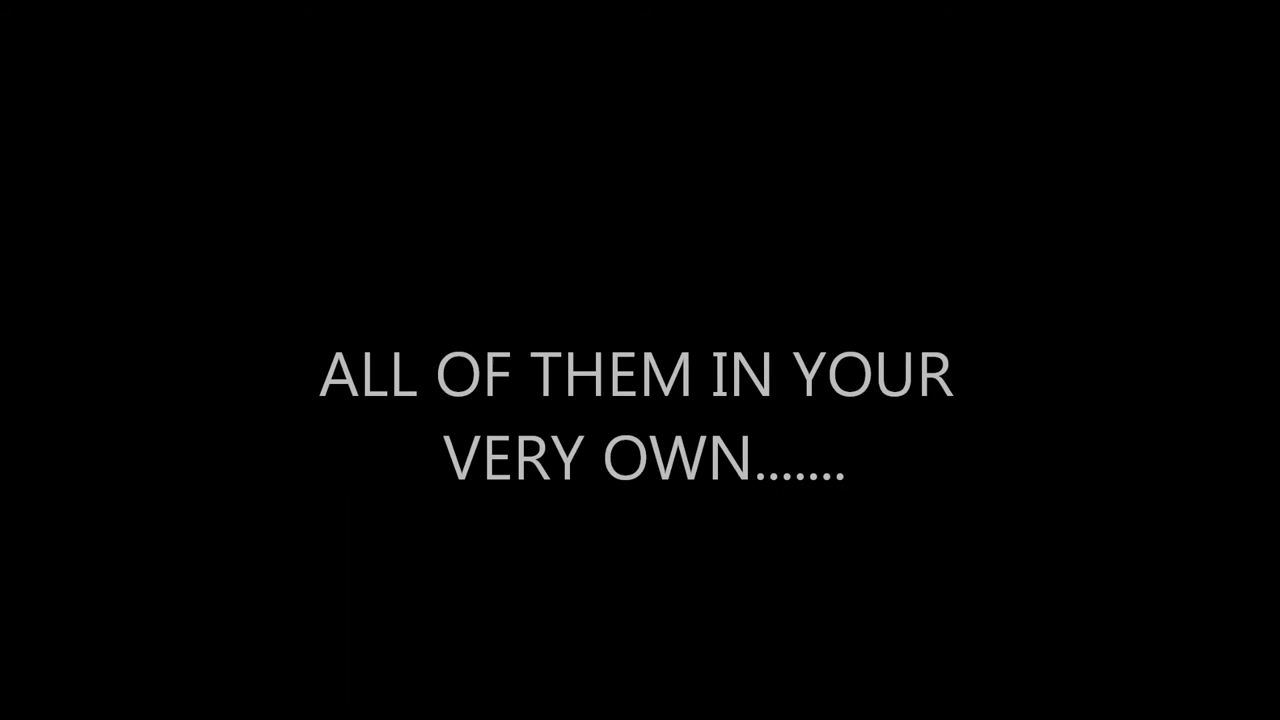 ALL OF THEM IN YOUR
VERY OWN.......